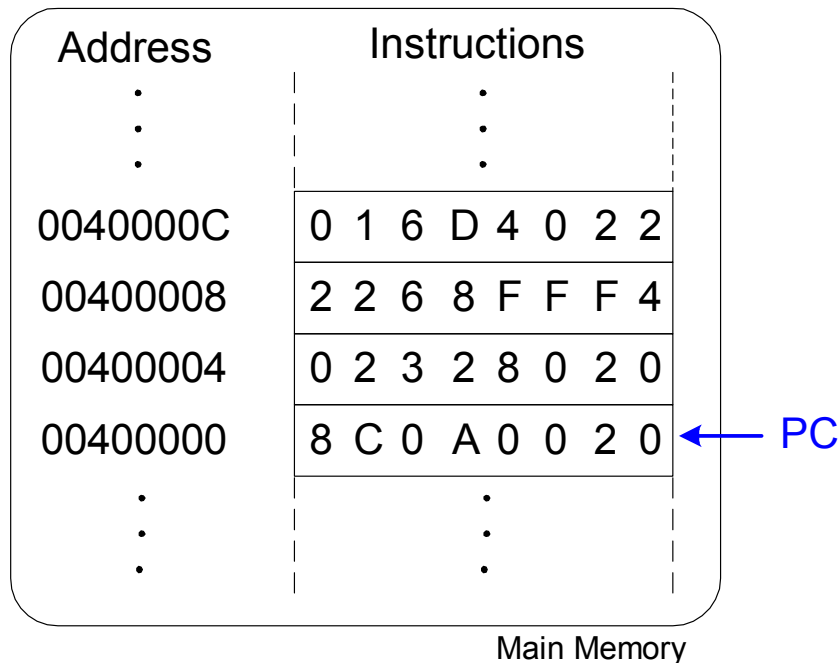 Address Instructions
0040000C 0 1 6 D 4 0 2 2
00400008 2 2 6 8 F F F 4
00400004 0 2 3 2 8 0 2 0
00400000 8 C 0 A 0 0 2 0 PC
Main Memory